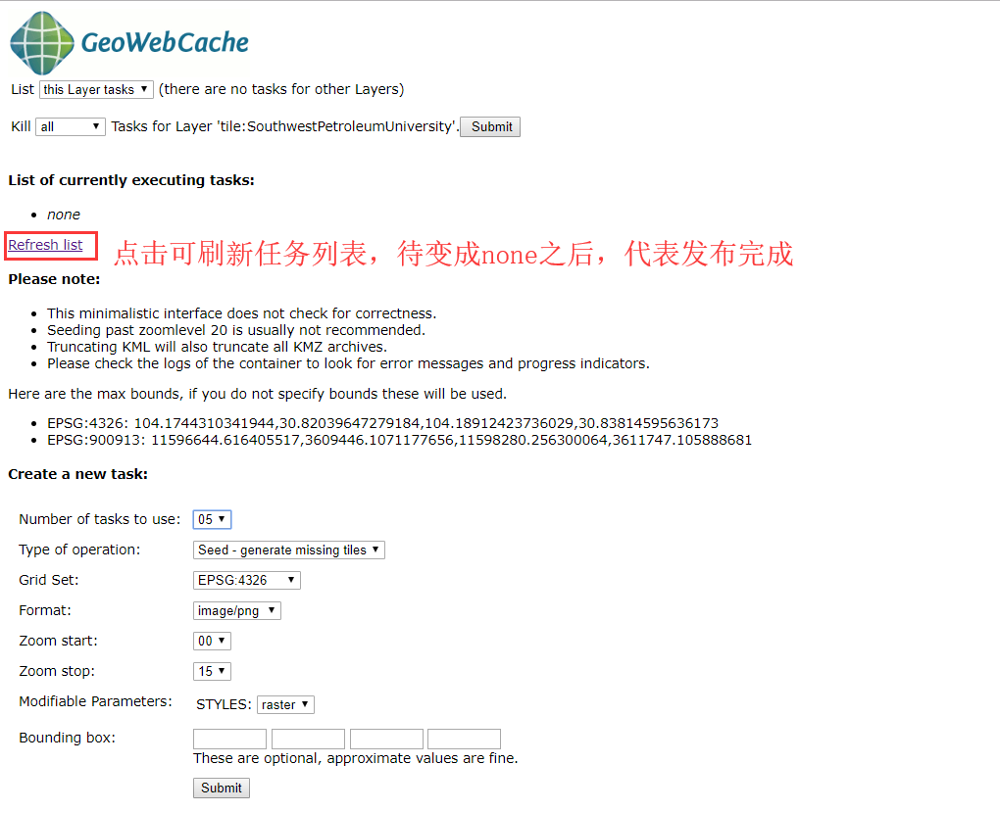 GeoWebCache
List this Layer tasks (there are no tasks for other Layers)
Kill all Tasks for Layer 'tile:SouthwestPetroleumUniversity'. Submit
List of currently executing tasks:
none
Refresh list 点击可刷新任务列表，待变成none之后，代表发布完成
Please note:
This minimalistic interface does not check for correctness.
Seeding past zoomlevel 20 is usually not recommended.
Truncating KML will also truncate all KMZ archives.
Please check the logs of the container to look for error messages and progress indicators.
Here are the max bounds, if you do not specify bounds these will be used.
EPSG:4326: 104.1744310341944,30.82039647279184,104.18912423736029,30.83814595636173
EPSG:900913: 11596644.616405517,3609446.1071177656,11598280.256300064,3611747.105888681
Create a new task:
Number of tasks to use: 05
Type of operation: Seed - generate missing tiles
Grid Set: EPSG:4326
Format: image/png
Zoom start: 00
Zoom stop: 15
Modifiable Parameters: STYLES: raster
Bounding box:
These are optional, approximate values are fine.
Submit